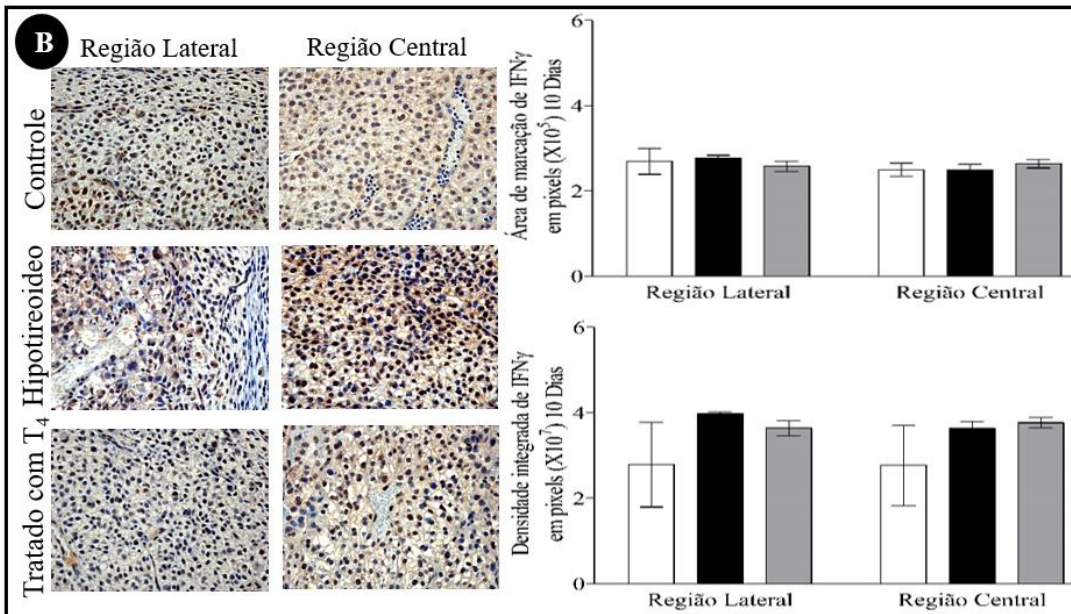 B
Região Lateral
Região Central
Controle
Hipotireoideo
Tratado com T4
Área de marcação de IFNγ
em pixels (X10⁵) 10 Dias
6
4
2
0
Região Lateral
Região Central
Densidade integrada de IFNγ
em pixels (X10⁷) 10 Dias
6
4
2
0
Região Lateral
Região Central